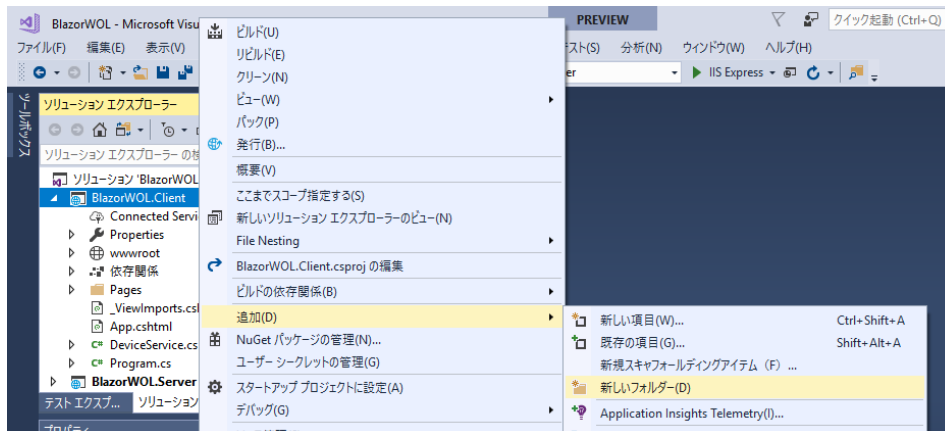 BlazorWOL - Microsoft Visu
PREVIEW
クイック起動 (Ctrl+Q)
ファイル(F) 編集(E) 表示(V)
テスト(S) 分析(N) ウィンドウ(W) ヘルプ(H)
er
IIS Express
ツールボックス
ソリューション エクスプローラー
ソリューション エクスプローラー の検
ソリューション 'BlazorWOL
BlazorWOL.Client
Connected Servi
Properties
wwwroot
依存関係
Pages
_ViewImports.csl
App.cshtml
C# DeviceService.cs
C# Program.cs
BlazorWOL.Server
テスト エクスプ... ソリューション
プロパティ
ビルド(U)
リビルド(E)
クリーン(N)
ビュー(W)
パック(P)
発行(B)...
概要(V)
ここまでスコープ指定する(S)
新しいソリューション エクスプローラーのビュー(N)
File Nesting
BlazorWOL.Client.csproj の編集
ビルドの依存関係(B)
追加(D)
NuGet パッケージの管理(N)...
ユーザー シークレットの管理(G)
スタートアップ プロジェクトに設定(A)
デバッグ(G)
新しい項目(W)... Ctrl+Shift+A
既存の項目(G)... Shift+Alt+A
新規スキャフォールディングアイテム（F）...
新しいフォルダー(D)
Application Insights Telemetry(I)...